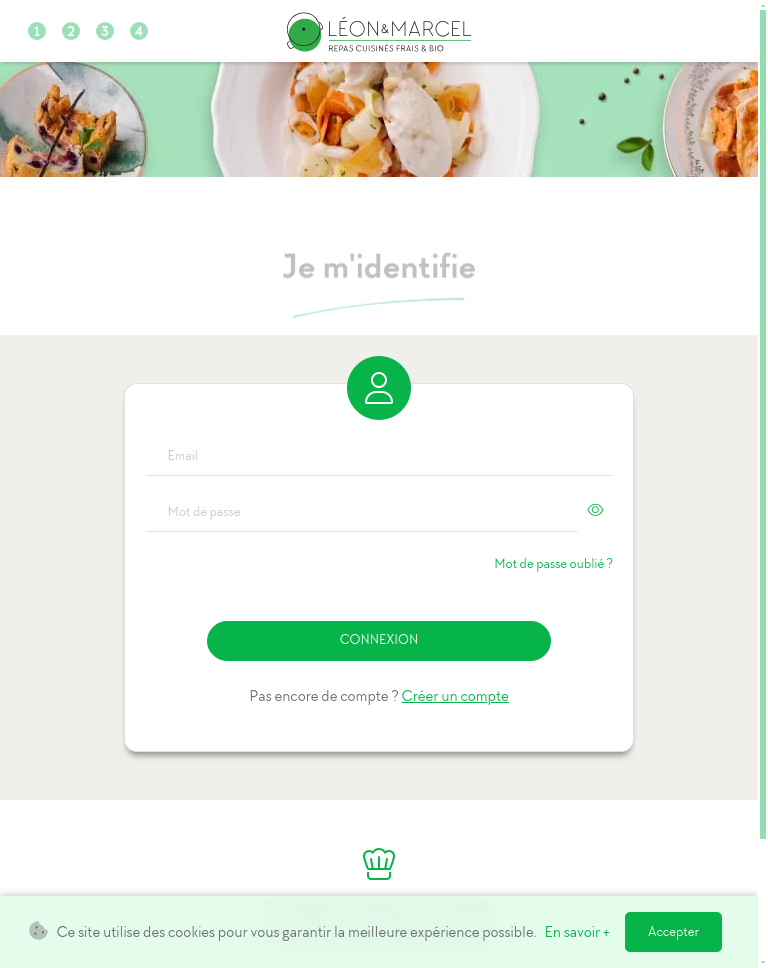 1 2 3 4
LÉON&MARCEL
REPAS CUISINÉS FRAIS & BIO
Je m'identifie
Email
Mot de passe
Mot de passe oublié ?
CONNEXION
Pas encore de compte ? Créer un compte
Ce site utilise des cookies pour vous garantir la meilleure expérience possible. En savoir + Accepter